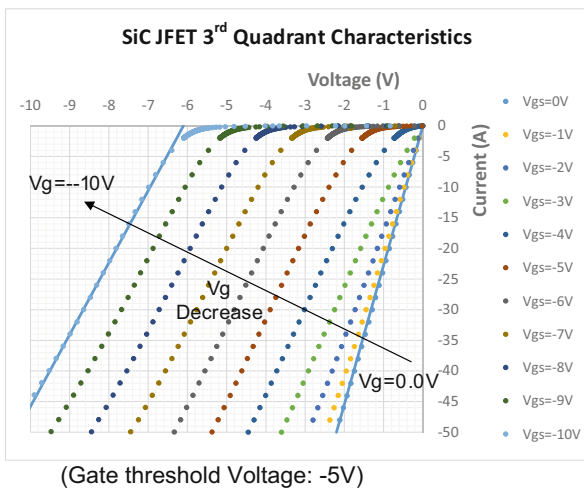 SiC JFET 3rd Quadrant Characteristics
Voltage (V)
-10 -9 -8 -7 -6 -5 -4 -3 -2 -1 0
0
-5
-10
-15
-20
-25
-30
-35
-40
-45
-50
Current (A)
Vg=--10V
Vg
Decrease
Vg=0.0V
Vgs=0V
Vgs=-1V
Vgs=-2V
Vgs=-3V
Vgs=-4V
Vgs=-5V
Vgs=-6V
Vgs=-7V
Vgs=-8V
Vgs=-9V
Vgs=-10V
(Gate threshold Voltage: -5V)